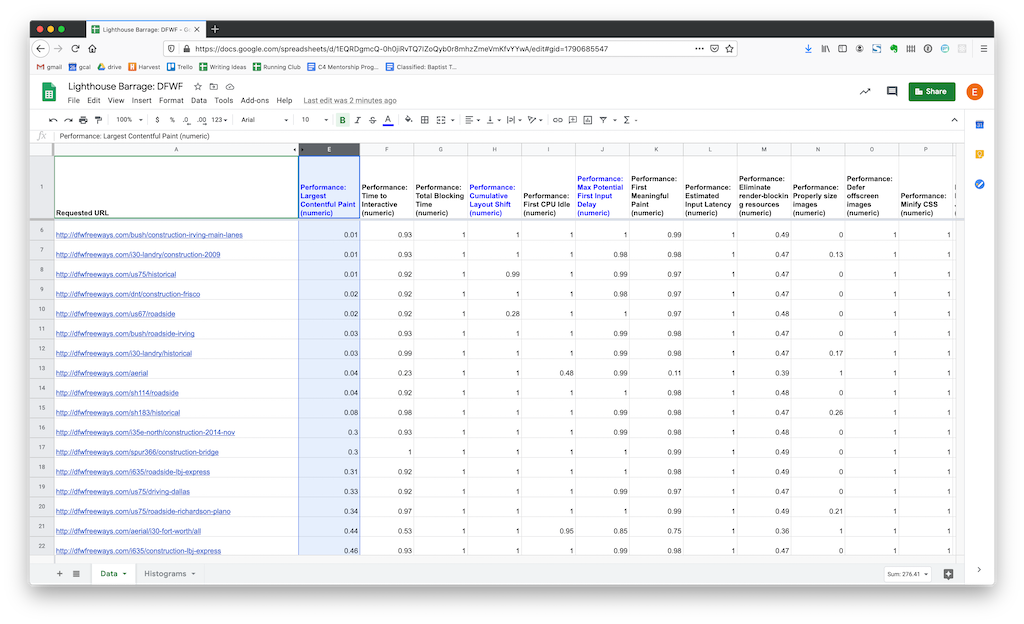 Lighthouse Barrage: DFWF – G
https://docs.google.com/spreadsheets/d/1EQRDgmcQ-0h0jiRvTQ7IZoQyb0r8mhzZmeVmKfvYYwA/edit#gid=1790685547
gmail gcal drive Harvest Trello Writing Ideas Running Club C4 Mentorship Prog... Classified: Baptist T...
Lighthouse Barrage: DFWF
File Edit View Insert Format Data Tools Add-ons Help Last edit was 2 minutes ago
Share E
100% $ % .0 .00 123 Arial 10 B I S A
fx Performance: Largest Contentful Paint (numeric)
A E F G H I J K L M N O P
1 Requested URL
Performance: Largest Contentful Paint (numeric)
Performance: Time to Interactive (numeric)
Performance: Total Blocking Time (numeric)
Performance: Cumulative Layout Shift (numeric)
Performance: First CPU Idle (numeric)
Performance: Max Potential First Input Delay (numeric)
Performance: First Meaningful Paint (numeric)
Performance: Estimated Input Latency (numeric)
Performance: Eliminate render-blocking resources (numeric)
Performance: Properly size images (numeric)
Performance: Defer offscreen images (numeric)
Performance: Minify CSS (numeric)
6 http://dfwfreeways.com/bush/construction-irving-main-lanes 0.01 0.93 1 1 1 1 0.99 1 0.49 0 1 1
7 http://dfwfreeways.com/i30-landry/construction-2009 0.01 0.93 1 1 1 0.98 0.98 1 0.47 0.13 1 1
8 http://dfwfreeways.com/us75/historical 0.01 0.92 1 0.99 1 0.99 0.97 1 0.47 0 1 1
9 http://dfwfreeways.com/dnt/construction-frisco 0.02 0.92 1 1 1 0.98 0.97 1 0.47 0 1 1
10 http://dfwfreeways.com/us67/roadside 0.02 0.92 1 0.28 1 1 0.97 1 0.48 0 1 1
11 http://dfwfreeways.com/bush/roadside-irving 0.03 0.93 1 1 1 0.99 0.98 1 0.47 0 1 1
12 http://dfwfreeways.com/i30-landry/historical 0.03 0.99 1 1 1 0.99 0.98 1 0.47 0.17 1 1
13 http://dfwfreeways.com/aerial 0.04 0.23 1 1 0.48 0.99 0.11 1 0.39 1 1 1
14 http://dfwfreeways.com/sh114/roadside 0.04 0.92 1 1 1 1 0.98 1 0.48 0 1 1
15 http://dfwfreeways.com/sh183/historical 0.08 0.98 1 1 1 0.99 0.98 1 0.47 0.26 1 1
16 http://dfwfreeways.com/i35e-north/construction-2014-nov 0.3 0.93 1 1 1 0.99 0.98 1 0.48 0 1 1
17 http://dfwfreeways.com/spur366/construction-bridge 0.3 1 1 1 1 1 0.99 1 0.49 0 1 1
18 http://dfwfreeways.com/i635/roadside-lbj-express 0.31 0.92 1 1 1 1 0.98 1 0.49 0 1 1
19 http://dfwfreeways.com/us75/driving-dallas 0.33 0.92 1 1 1 0.99 0.97 1 0.47 0 1 1
20 http://dfwfreeways.com/us75/roadside-richardson-plano 0.34 0.97 1 1 1 1 0.99 1 0.49 0.21 1 1
21 http://dfwfreeways.com/aerial/i30-fort-worth/all 0.44 0.53 1 1 0.95 0.85 0.75 1 0.36 1 1 1
22 http://dfwfreeways.com/i635/construction-lbj-express 0.46 0.93 1 1 1 0.99 0.98 1 0.47 0 1 1
Data Histograms Sum: 276.41